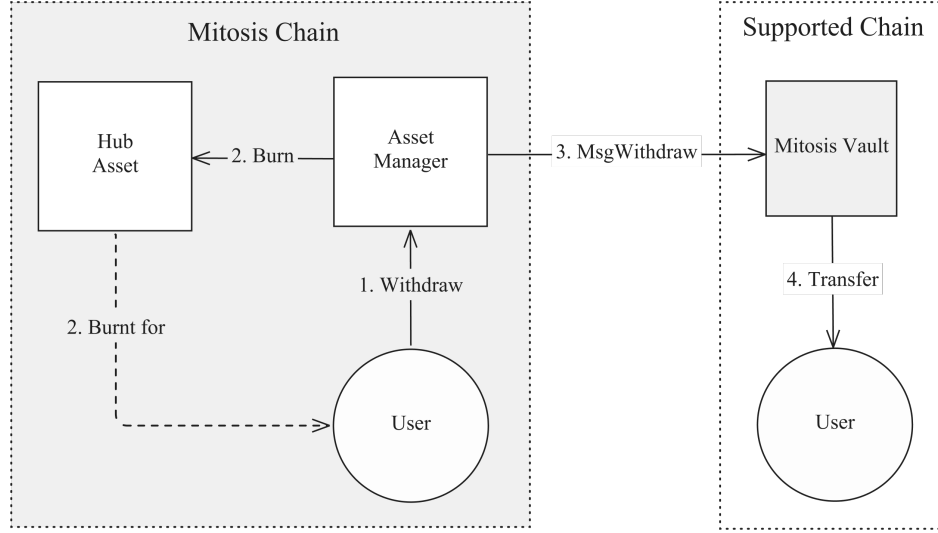 Mitosis Chain
Supported Chain
Hub
Asset
2. Burn
Asset
Manager
3. MsgWithdraw
Mitosis Vault
1. Withdraw
4. Transfer
2. Burnt for
User
User